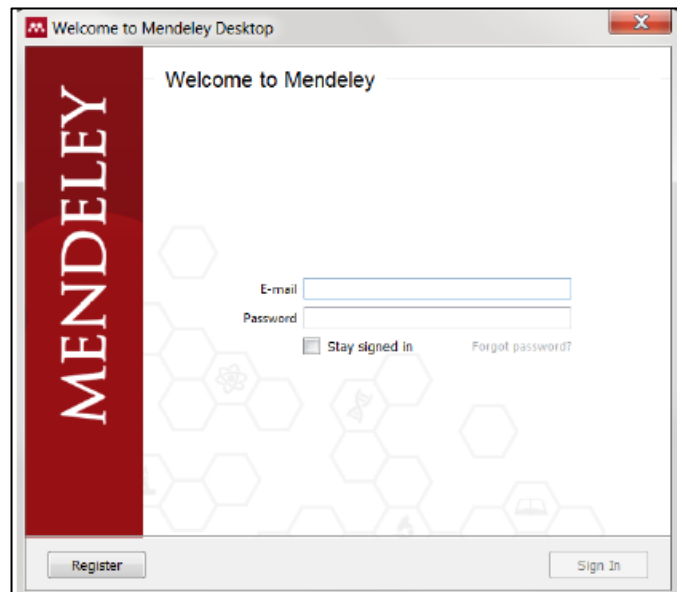 Welcome to Mendeley Desktop
MENDELEY
Welcome to Mendeley
E-mail
Password
Stay signed in Forgot password?
Register Sign In